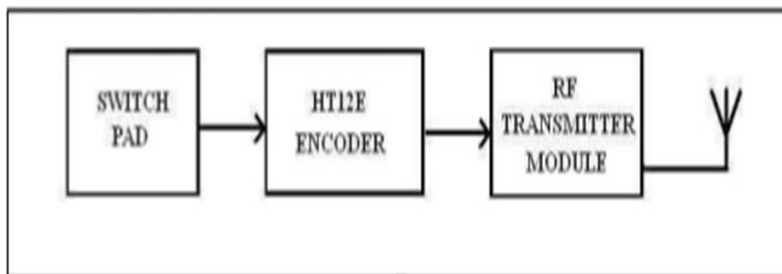 SWITCH
PAD
HT12E
ENCODER
RF
TRANSMITTER
MODULE